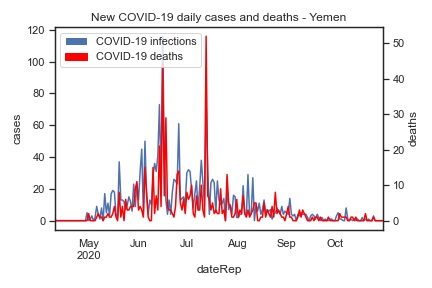 New COVID-19 daily cases and deaths - Yemen
COVID-19 infections
COVID-19 deaths
120
100
80
60
40
20
0
cases
50
40
30
20
10
0
deaths
May Jun Jul Aug Sep Oct
2020
dateRep